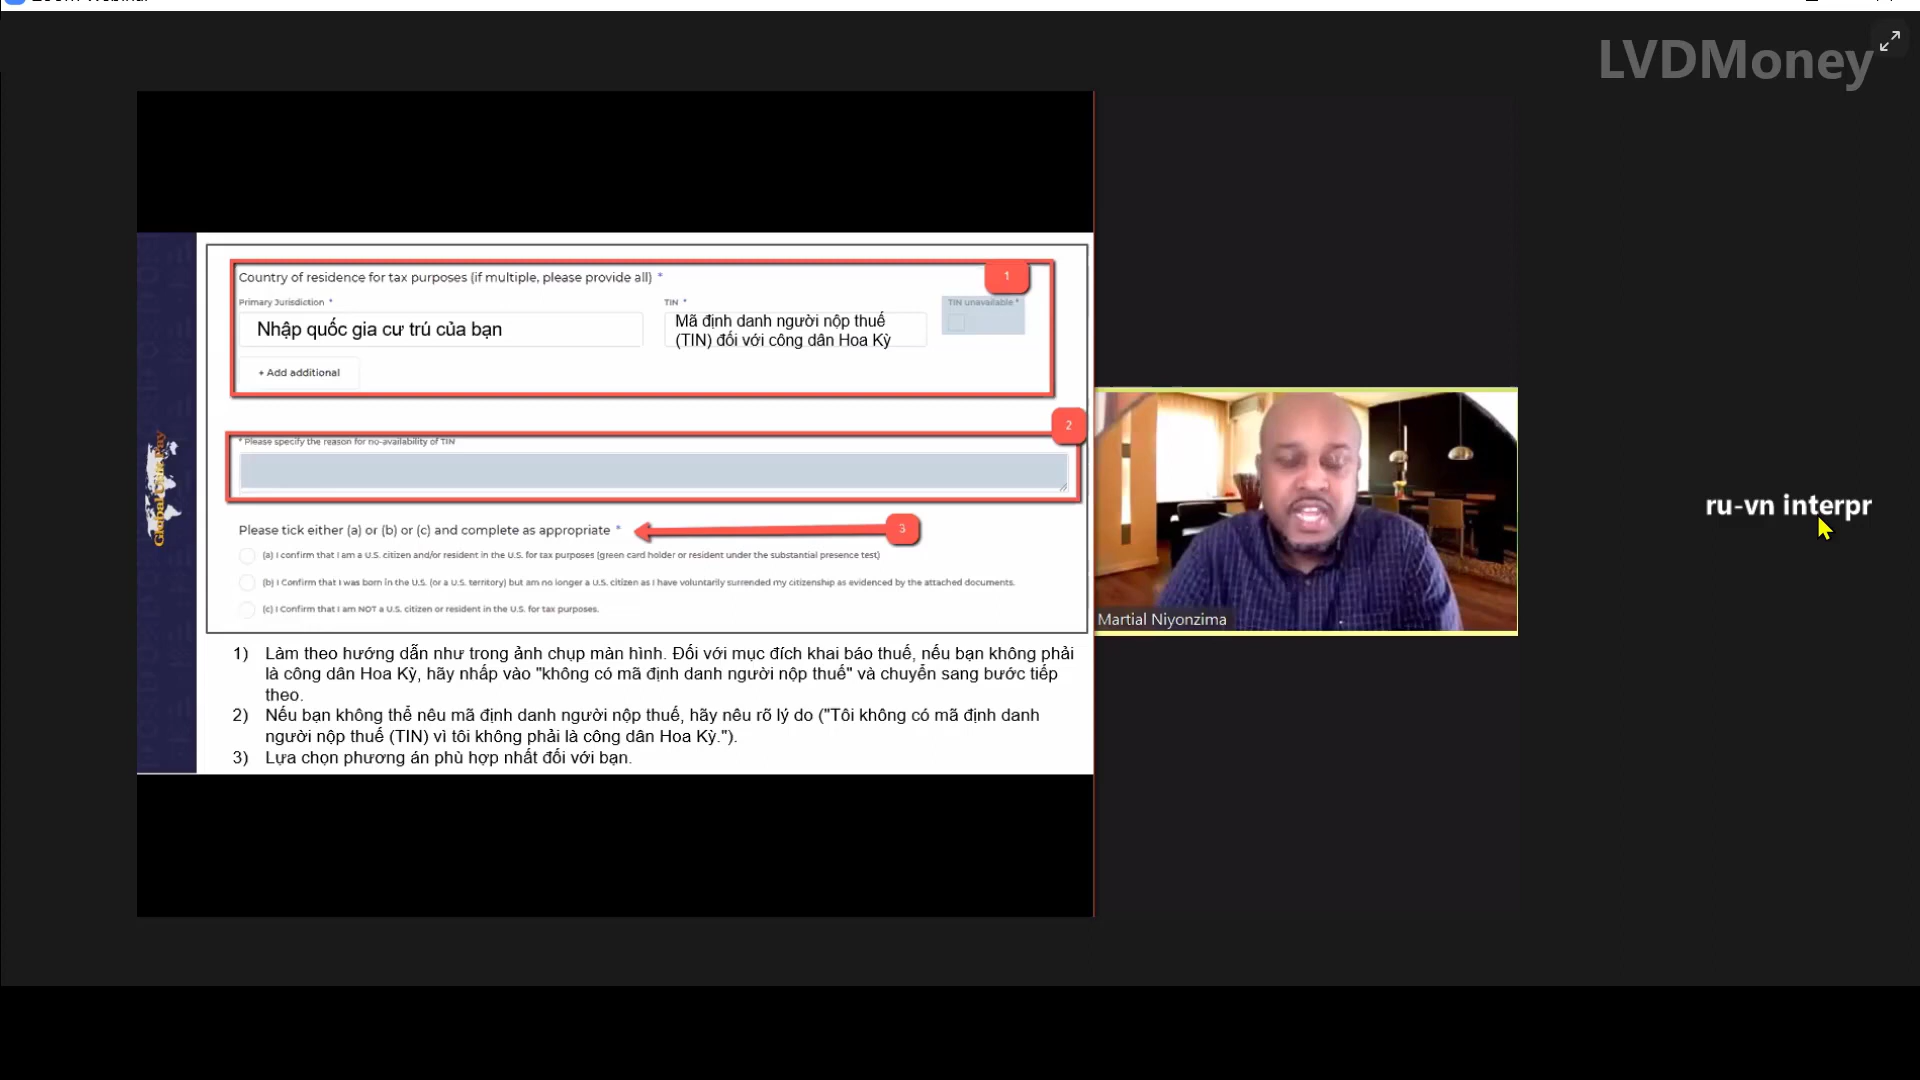 LVDMoney
Country of residence for tax purposes (if multiple, please provide all) *
1
Primary Jurisdiction *
TIN *
TIN unavailable *
Nhập quốc gia cư trú của bạn
Mã định danh người nộp thuế
(TIN) đối với công dân Hoa Kỳ
+ Add additional
2
* Please specify the reason for no-availability of TIN
Please tick either (a) or (b) or (c) and complete as appropriate *
3
(a) I confirm that I am a U.S. citizen and/or resident in the U.S. for tax purposes (green card holder or resident under the substantial presence test)
(b) I Confirm that I was born in the U.S. (or a U.S. territory) but am no longer a U.S. citizen as I have voluntarily surrended my citizenship as evidenced by the attached documents.
(c) I Confirm that I am NOT a U.S. citizen or resident in the U.S. for tax purposes.
1) Làm theo hướng dẫn như trong ảnh chụp màn hình. Đối với mục đích khai báo thuế, nếu bạn không phải
là công dân Hoa Kỳ, hãy nhấp vào "không có mã định danh người nộp thuế" và chuyển sang bước tiếp
theo.
2) Nếu bạn không thể nêu mã định danh người nộp thuế, hãy nêu rõ lý do ("Tôi không có mã định danh
người nộp thuế (TIN) vì tôi không phải là công dân Hoa Kỳ.").
3) Lựa chọn phương án phù hợp nhất đối với bạn.
Martial Niyonzima
ru-vn interpr